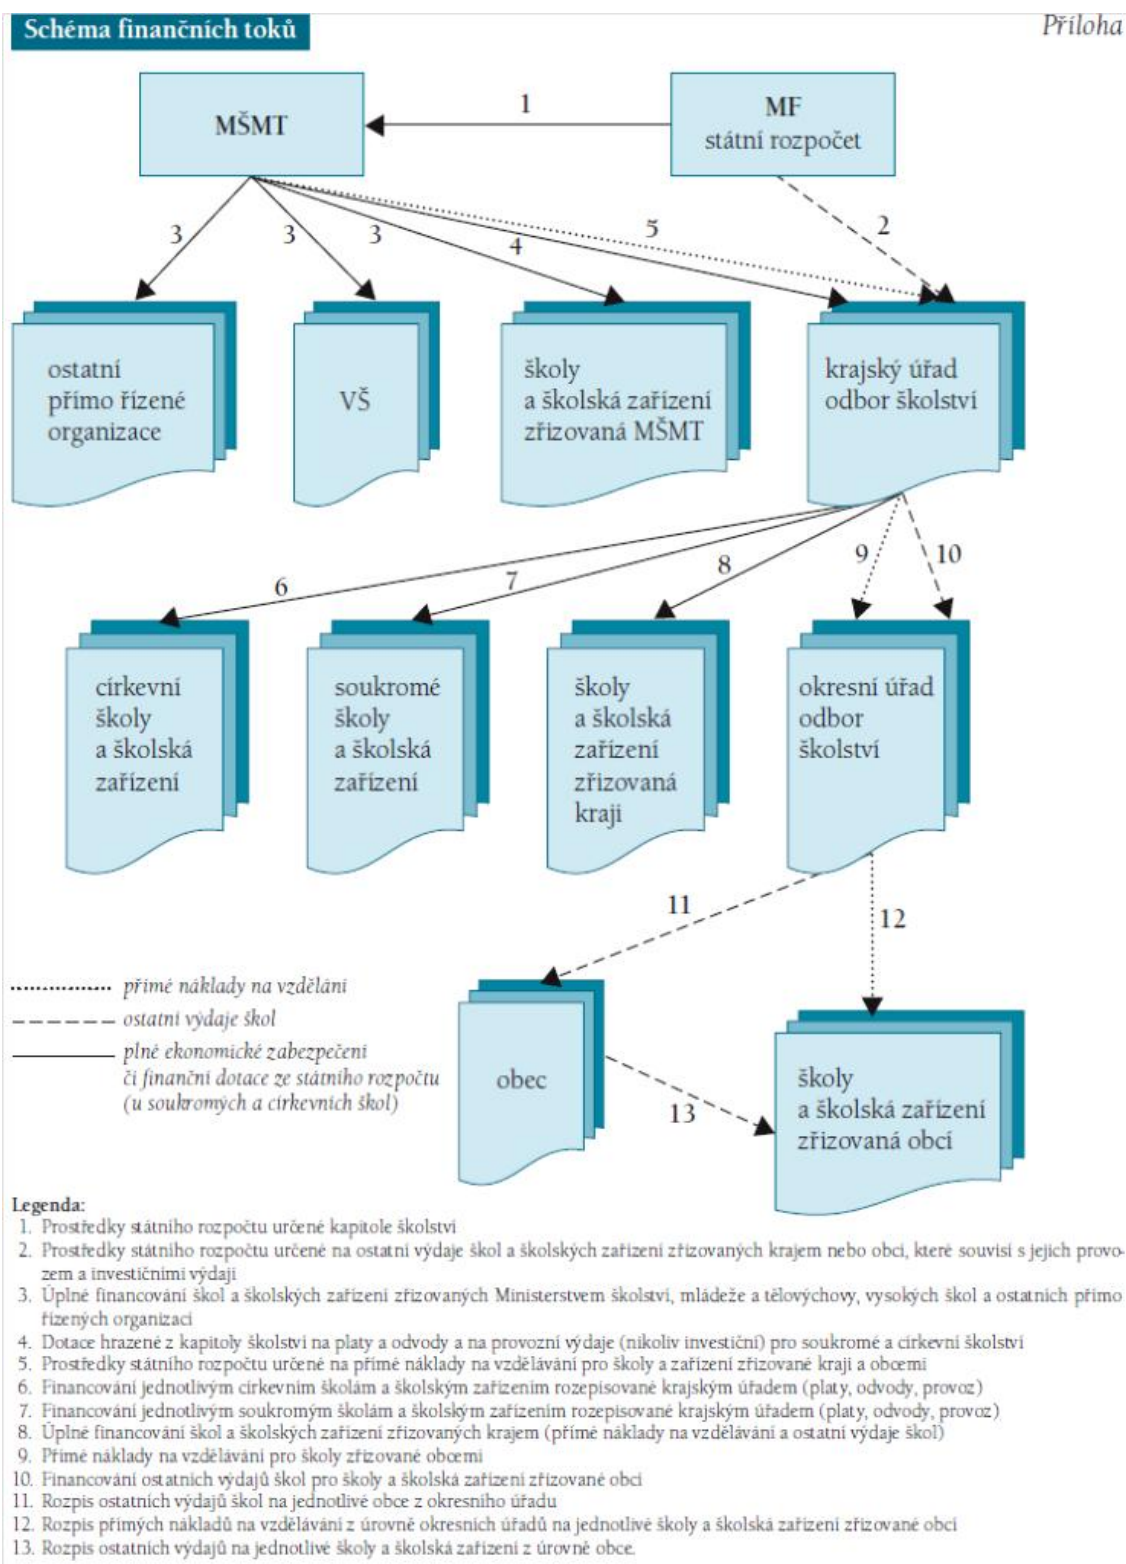 Schéma finančních toků
Příloha
MŠMT
1
MF
státní rozpočet
3
3
3
4
5
2
ostatní
přímo řízené
organizace
VŠ
školy
a školská zařízení
zřizovaná MŠMT
krajský úřad
odbor školství
6
7
8
9
10
církevní
školy
a školská
zařízení
soukromé
školy
a školská
zařízení
školy
a školská
zařízení
zřizovaná
kraji
okresní úřad
odbor
školství
11
12
přímé náklady na vzdělání
ostatní výdaje škol
plné ekonomické zabezpečení
či finanční dotace ze státního rozpočtu
(u soukromých a církevních škol)
obec
13
školy
a školská zařízení
zřizovaná obcí
Legenda:
1. Prostředky státního rozpočtu určené kapitole školství
2. Prostředky státního rozpočtu určené na ostatní výdaje škol a školských zařízení zřizovaných krajem nebo obcí, které souvisí s jejich provo-
zem a investičními výdaji
3. Úplné financování škol a školských zařízení zřizovaných Ministerstvem školství, mládeže a tělovýchovy, vysokých škol a ostatních přímo
řízených organizací
4. Dotace hrazené z kapitoly školství na platy a odvody a na provozní výdaje (nikoliv investiční) pro soukromé a církevní školství
5. Prostředky státního rozpočtu určené na přímé náklady na vzdělávání pro školy a zařízení zřizované kraji a obcemi
6. Financování jednotlivým církevním školám a školským zařízením rozepisované krajským úřadem (platy, odvody, provoz)
7. Financování jednotlivým soukromým školám a školským zařízením rozepisované krajským úřadem (platy, odvody, provoz)
8. Úplné financování škol a školských zařízení zřizovaných krajem (přímé náklady na vzdělávání a ostatní výdaje škol)
9. Přímé náklady na vzdělávání pro školy zřizované obcemi
10. Financování ostatních výdajů škol pro školy a školská zařízení zřízované obcí
11. Rozpis ostatních výdajů škol na jednotlivé obce z okresního úřadu
12. Rozpis přímých nákladů na vzdělávání z úrovně okresních úřadů na jednotlivé školy a školská zařízení zřizované obcí
13. Rozpis ostatních výdajů na jednotlivé školy a školská zařízení z úrovně obce.